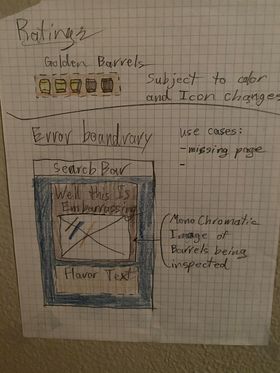 Ratings
Golden Barrels
Subject to color
and Icon changes
Error boundrary
use cases:
- missing page
-
Search Bar
Well this Is
Embarrassing
Mono Chromatic
Image of
Barrels being
inspected
Flavor Text